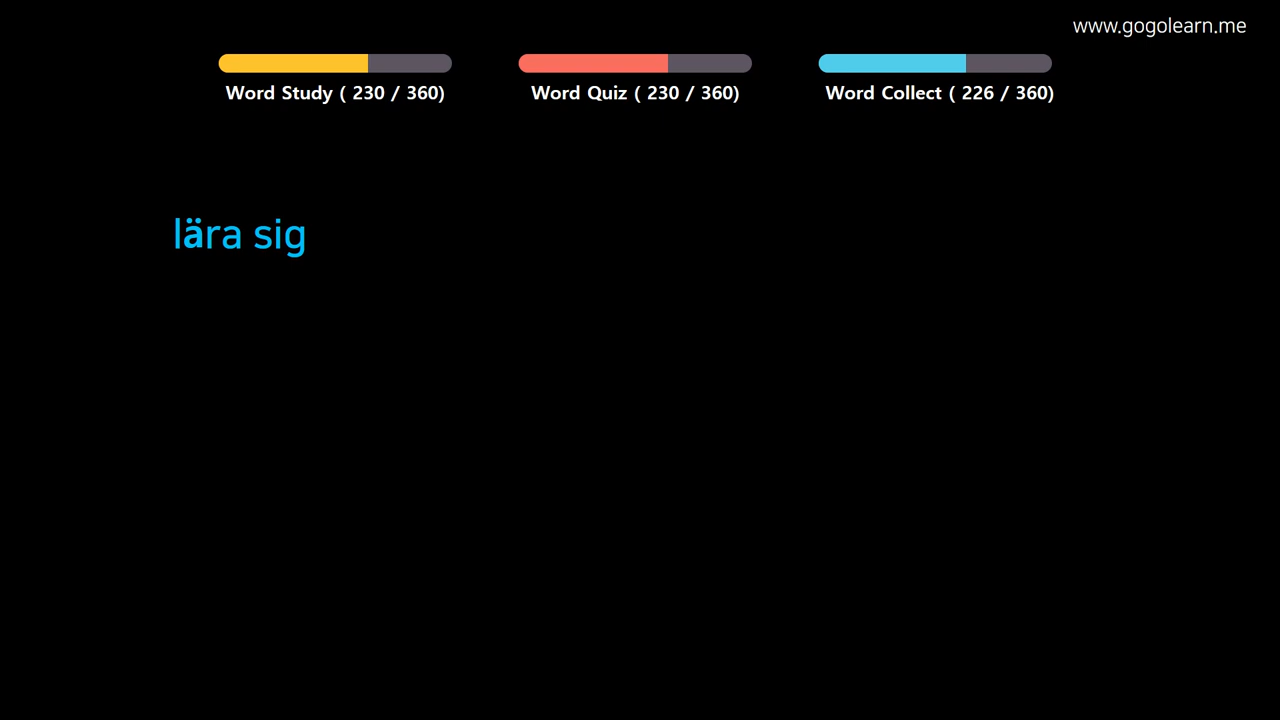 www.gogolearn.me
Word Study ( 230 / 360)
Word Quiz ( 230 / 360)
Word Collect ( 226 / 360)
lära sig